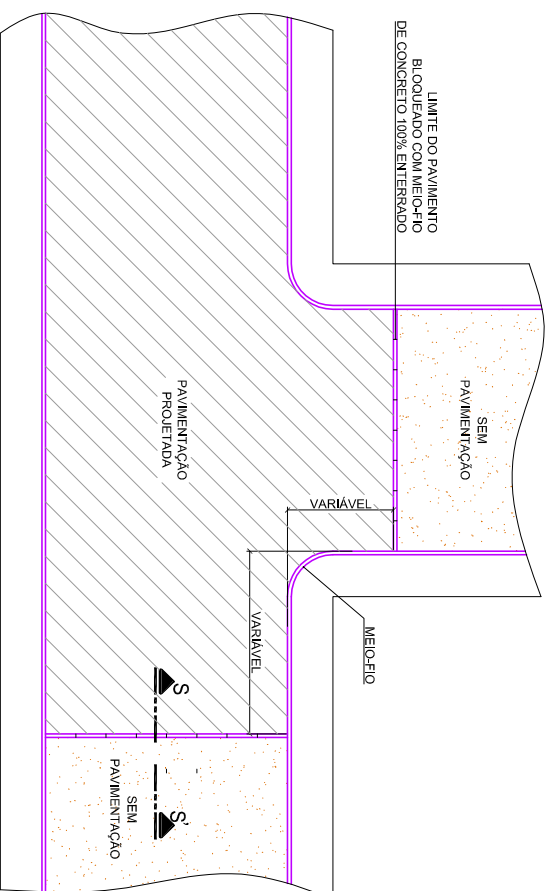 LIMITE DO PAVIMENTO
BLOQUEADO COM MEIO-FIO
DE CONCRETO 100% ENTERRADO
SEM
PAVIMENTAÇÃO
PAVIMENTAÇÃO
PROJETADA
VARIÁVEL
VARIÁVEL
MEIO-FIO
S
S'
SEM
PAVIMENTAÇÃO